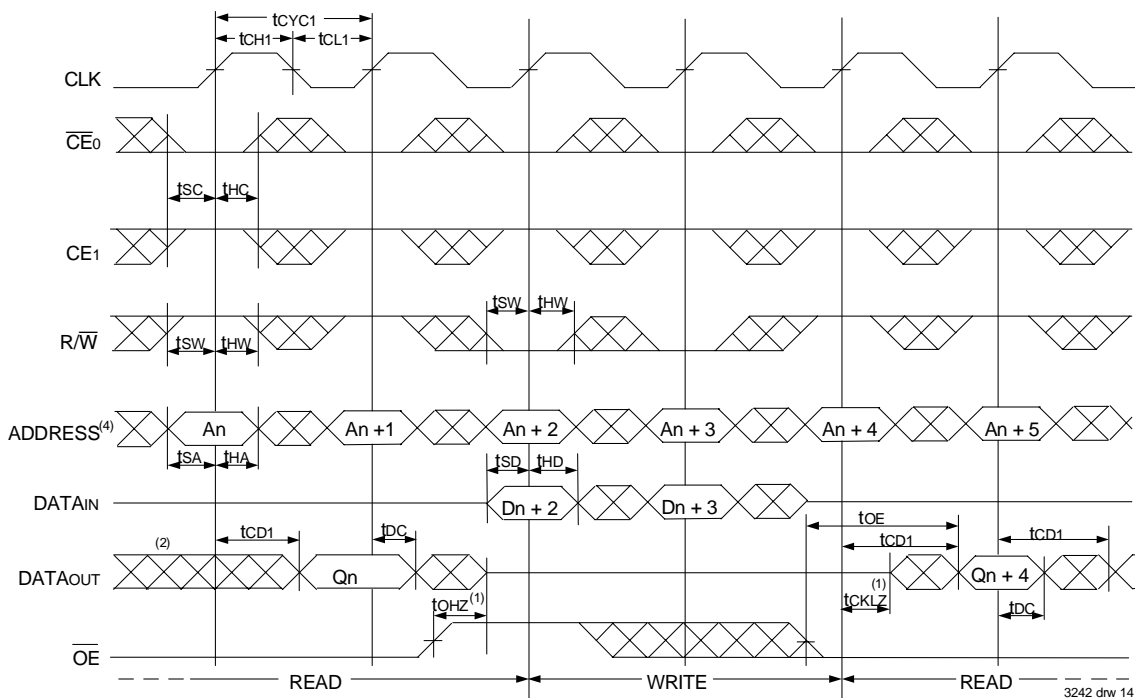 tCYC1
tCH1 tCL1
CLK
CE0
tSC tHC
CE1
tSW tHW
R/W
tSW tHW
ADDRESS(4) An An +1 An + 2 An + 3 An + 4 An + 5
tSA tHA tSD tHD
DATAIN Dn + 2 Dn + 3
tOE
tCD1 tDC tCD1 tCD1
(2)
DATAOUT Qn Qn + 4
tOHZ(1) tCKLZ(1) tDC
OE
READ WRITE READ
3242 drw 14